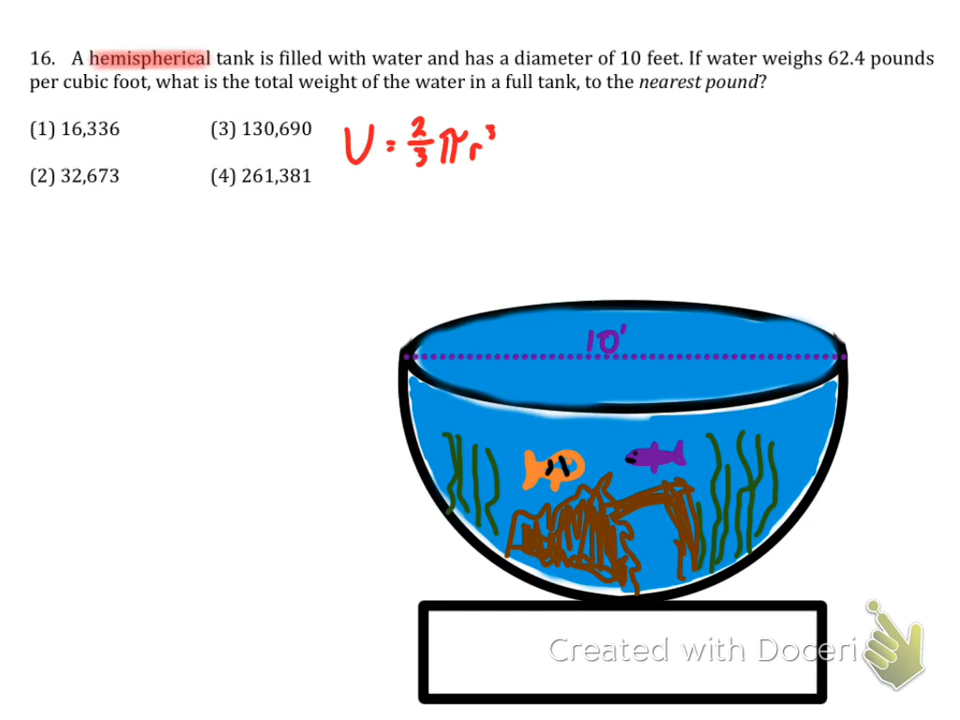 16. A hemispherical tank is filled with water and has a diameter of 10 feet. If water weighs 62.4 pounds
per cubic foot, what is the total weight of the water in a full tank, to the nearest pound?
(1) 16,336 (3) 130,690
V = 2/3 πr³
(2) 32,673 (4) 261,381
10'
Created with Doceri